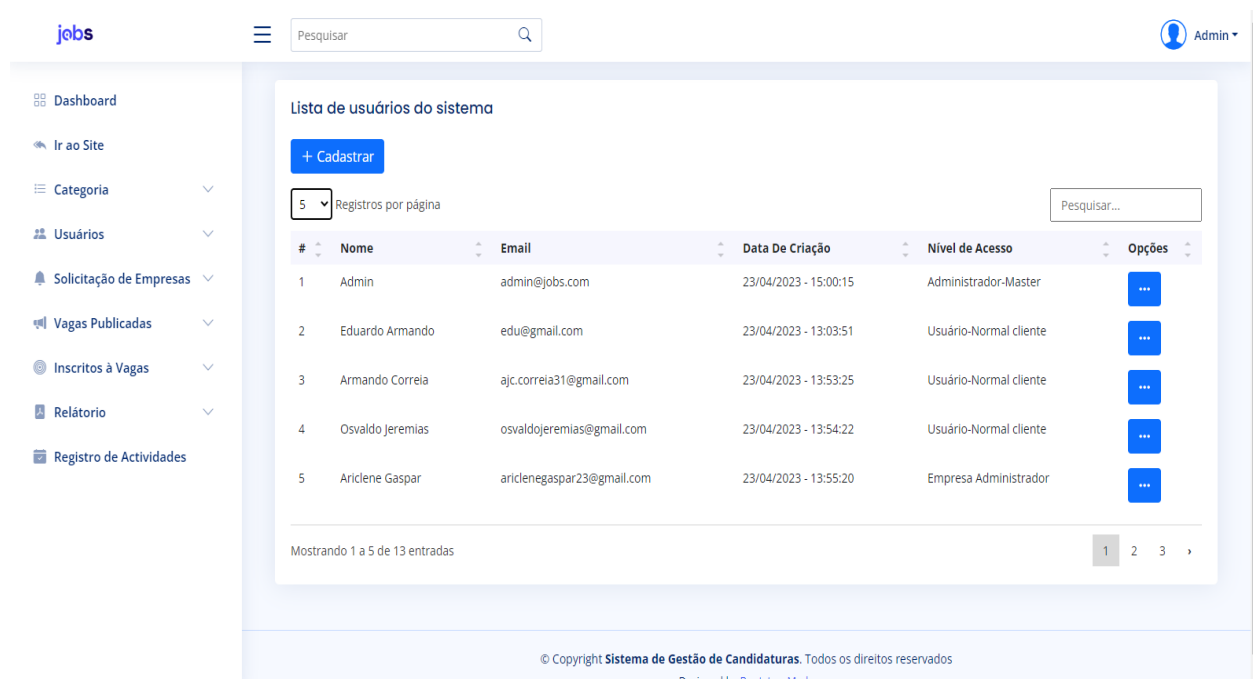 jobs
Pesquisar
Admin
Dashboard
Ir ao Site
Categoria
Usuários
Solicitação de Empresas
Vagas Publicadas
Inscritos à Vagas
Relátorio
Registro de Actividades
Lista de usuários do sistema
+ Cadastrar
5 Registros por página
Pesquisar...
# Nome Email Data De Criação Nível de Acesso Opções
1 Admin admin@jobs.com 23/04/2023 - 15:00:15 Administrador-Master ...
2 Eduardo Armando edu@gmail.com 23/04/2023 - 13:03:51 Usuário-Normal cliente ...
3 Armando Correia ajc.correia31@gmail.com 23/04/2023 - 13:53:25 Usuário-Normal cliente ...
4 Osvaldo Jeremias osvaldojeremias@gmail.com 23/04/2023 - 13:54:22 Usuário-Normal cliente ...
5 Ariclene Gaspar ariclenegaspar23@gmail.com 23/04/2023 - 13:55:20 Empresa Administrador ...
Mostrando 1 a 5 de 13 entradas
1 2 3 ›
© Copyright Sistema de Gestão de Candidaturas. Todos os direitos reservados